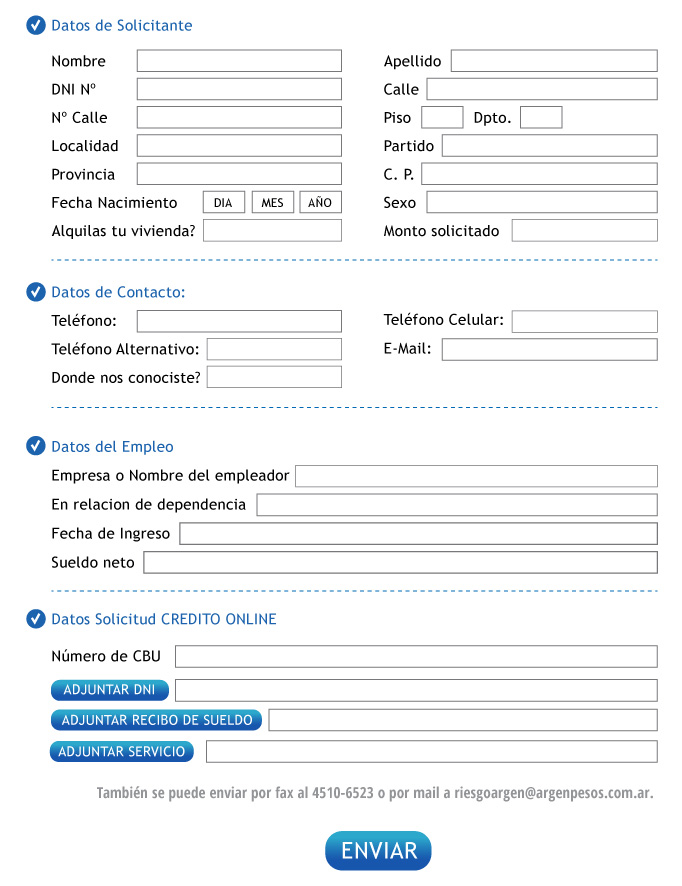 Datos de Solicitante
Nombre Apellido
DNI Nº Calle
Nº Calle Piso Dpto.
Localidad Partido
Provincia C. P.
Fecha Nacimiento DIA MES AÑO Sexo
Alquilas tu vivienda? Monto solicitado
Datos de Contacto:
Teléfono: Teléfono Celular:
Teléfono Alternativo: E-Mail:
Donde nos conociste?
Datos del Empleo
Empresa o Nombre del empleador
En relacion de dependencia
Fecha de Ingreso
Sueldo neto
Datos Solicitud CREDITO ONLINE
Número de CBU
ADJUNTAR DNI
ADJUNTAR RECIBO DE SUELDO
ADJUNTAR SERVICIO
También se puede enviar por fax al 4510-6523 o por mail a riesgoargen@argenpesos.com.ar.
ENVIAR